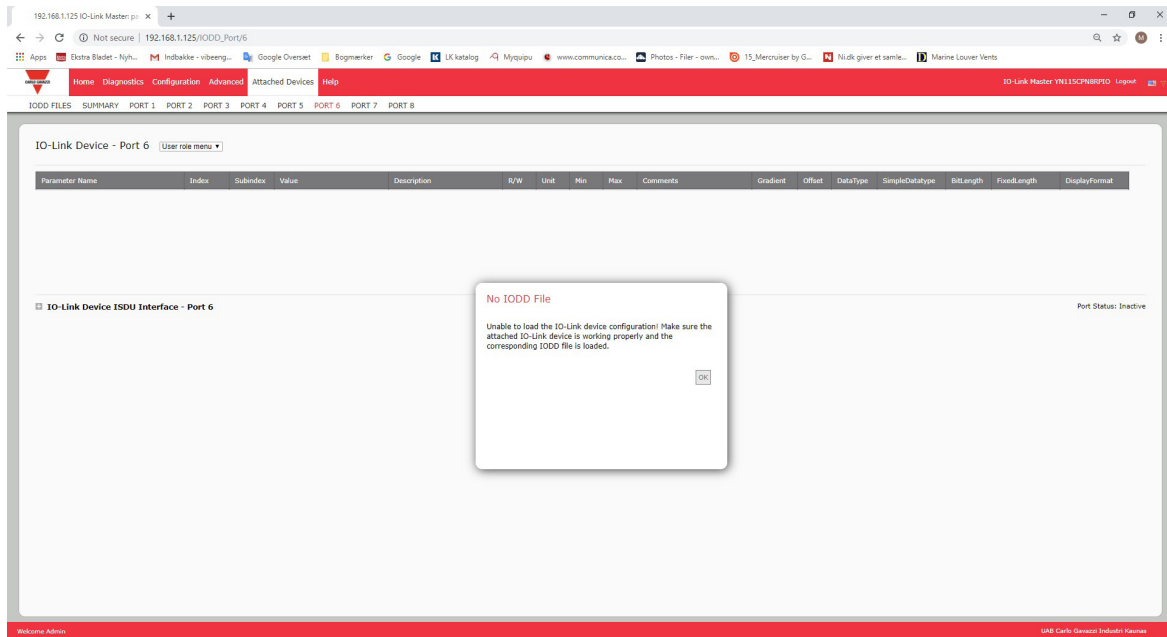 192.168.1.125 IO-Link Master: po
Not secure | 192.168.1.125/IODD_Port/6
Apps Ekstra Bladet - Nyh... Indbakke - vibeeng... Google Oversæt Bogmærker Google LK katalog Myquipu www.communica.co... Photos - Filer - own... 15_Mercruiser by G... Ni.dk giver et samle... Marine Louver Vents
CARLO GAVAZZI Home Diagnostics Configuration Advanced Attached Devices Help IO-Link Master YN115CPN8RPIO Logout
IODD FILES SUMMARY PORT 1 PORT 2 PORT 3 PORT 4 PORT 5 PORT 6 PORT 7 PORT 8
IO-Link Device - Port 6 User role menu
Parameter Name Index Subindex Value Description R/W Unit Min Max Comments Gradient Offset DataType SimpleDatatype BitLength FixedLength DisplayFormat
No IODD File
IO-Link Device ISDU Interface - Port 6 Port Status: Inactive
Unable to load the IO-Link device configuration! Make sure the
attached IO-Link device is working properly and the
corresponding IODD file is loaded.
OK
Welcome Admin UAB Carlo Gavazzi Industri Kaunas